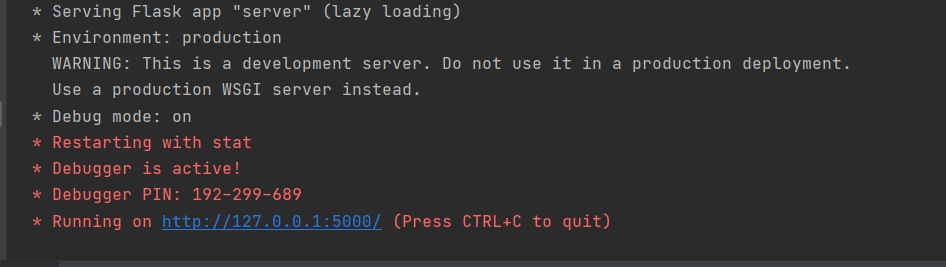 * Serving Flask app "server" (lazy loading)
* Environment: production
WARNING: This is a development server. Do not use it in a production deployment.
Use a production WSGI server instead.
* Debug mode: on
* Restarting with stat
* Debugger is active!
* Debugger PIN: 192-299-689
* Running on http://127.0.0.1:5000/ (Press CTRL+C to quit)